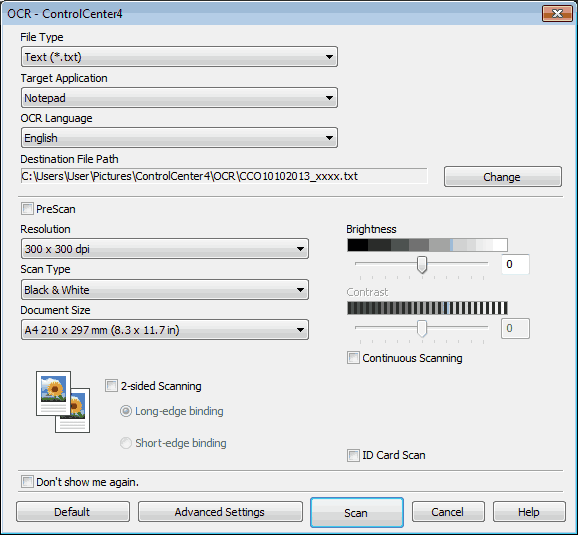 OCR - ControlCenter4
File Type
Text (*.txt)
Target Application
Notepad
OCR Language
English
Destination File Path
C:\Users\User\Pictures\ControlCenter4\OCR\CCO10102013_xxxx.txt
Change
PreScan
Resolution
300 x 300 dpi
Scan Type
Black & White
Document Size
A4 210 x 297 mm (8.3 x 11.7 in)
Brightness
0
Contrast
0
Continuous Scanning
2-sided Scanning
Long-edge binding
Short-edge binding
ID Card Scan
Don't show me again.
Default Advanced Settings Scan Cancel Help